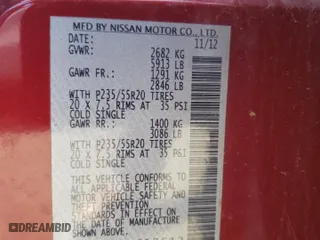 MFD BY NISSAN MOTOR CO., LTD.
DATE: 11/12
GVWR: 2682 KG
5913 LB
GAWR FR.: 1291 KG
2846 LB
WITH P235/55R20 TIRES
20 X 7.5 RIMS AT 35 PSI
COLD SINGLE
GAWR RR.: 1400 KG
3086 LB
WITH P235/55R20 TIRES
20 X 7.5 RIMS AT 35 PSI
COLD SINGLE
THIS VEHICLE CONFORMS TO
ALL APPLICABLE FEDERAL
MOTOR VEHICLE SAFETY AND
THEFT PREVENTION
STANDARDS IN EFFECT ON
THE DATE OF MANUFACTURE
SHOWN ABOVE.
DREAMBID